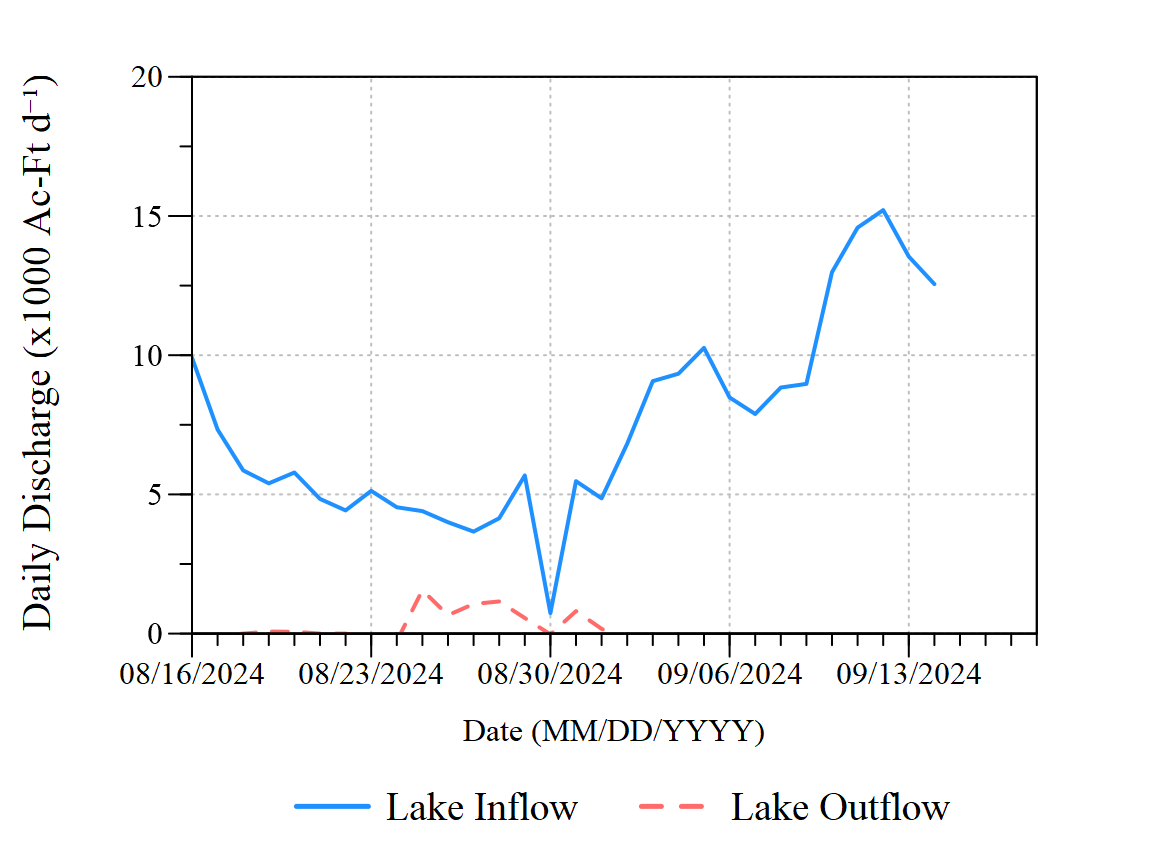 Daily Discharge (x1000 Ac-Ft d⁻¹)
20
15
10
5
0
08/16/2024 08/23/2024 08/30/2024 09/06/2024 09/13/2024
Date (MM/DD/YYYY)
Lake Inflow Lake Outflow